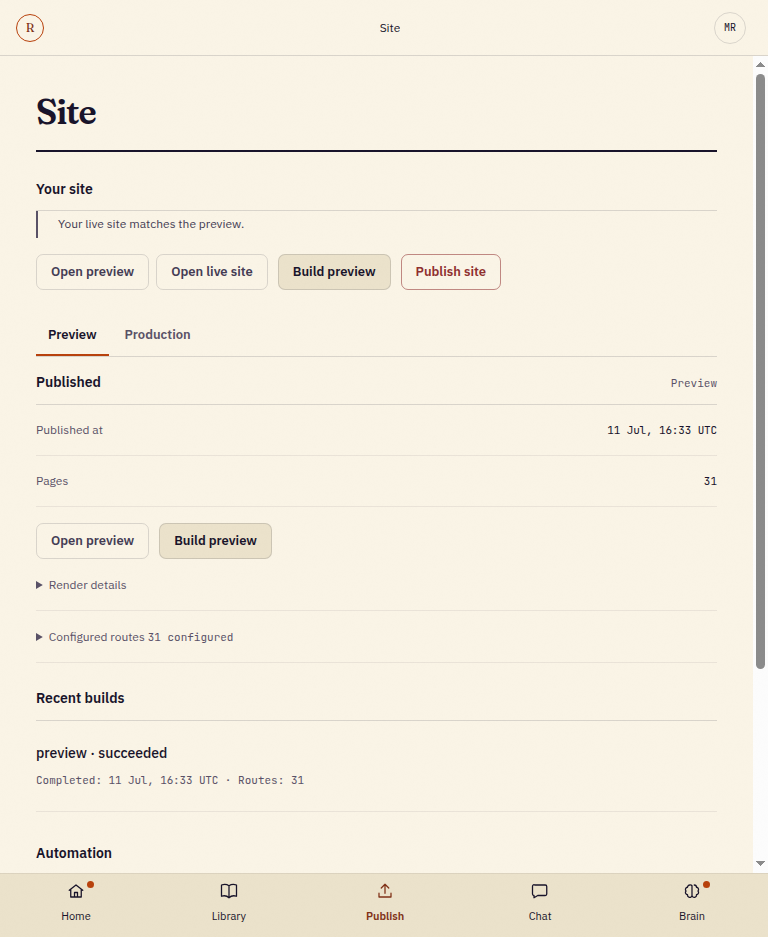 R
Site
MR
Site
Your site
Your live site matches the preview.
Open preview
Open live site
Build preview
Publish site
Preview
Production
Published
Preview
Published at
11 Jul, 16:33 UTC
Pages
31
Open preview
Build preview
Render details
Configured routes 31 configured
Recent builds
preview · succeeded
Completed: 11 Jul, 16:33 UTC · Routes: 31
Automation
Home
Library
Publish
Chat
Brain